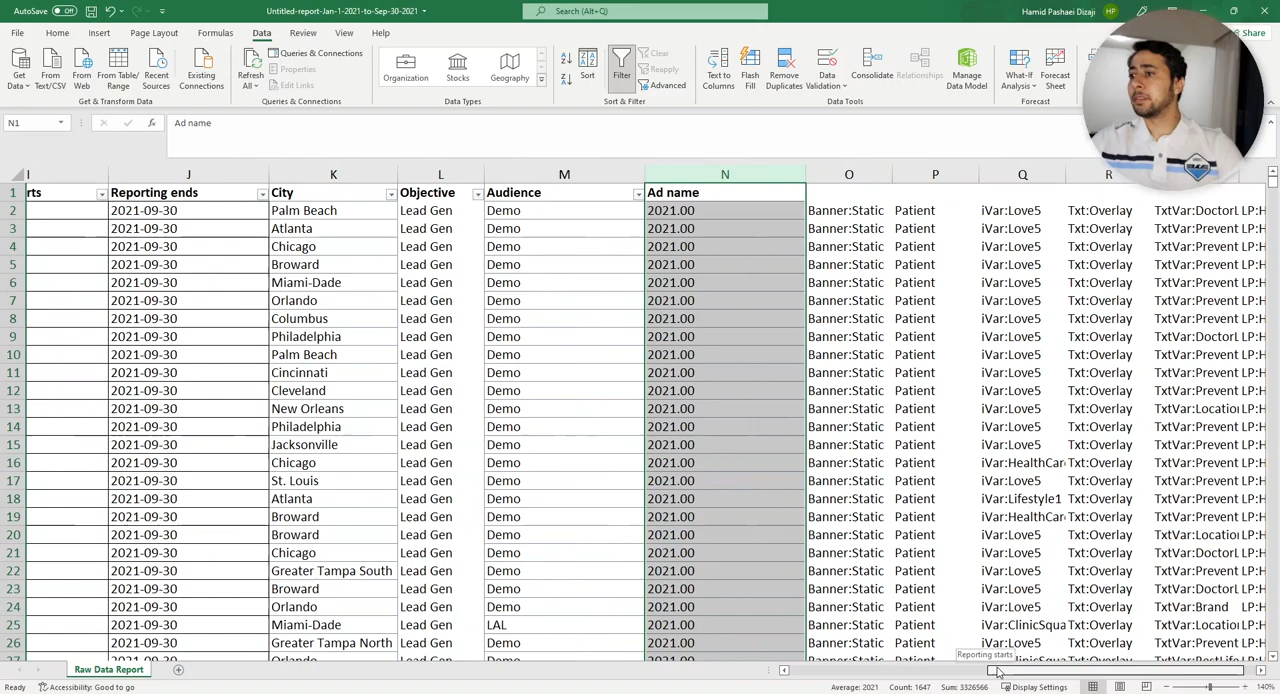 AutoSave Off Untitled-report-Jan-1-2021-to-Sep-30-2021 Search (Alt+Q) Hamid Pashaei Dizaji HP
File Home Insert Page Layout Formulas Data Review View Help Share
Get Data From Text/CSV From Web From Table/Range Recent Sources Existing Connections Refresh All Queries & Connections Properties Edit Links Organization Stocks Geography Sort Filter Clear Reapply Advanced Text to Columns Flash Fill Remove Duplicates Data Validation Consolidate Relationships Manage Data Model What-If Analysis Forecast Sheet
Get & Transform Data Queries & Connections Data Types Sort & Filter Data Tools Forecast
N1 fx Ad name
I J K L M N O P Q R
1 rts Reporting ends City Objective Audience Ad name
2 2021-09-30 Palm Beach Lead Gen Demo 2021.00 Banner:Static Patient iVar:Love5 Txt:Overlay TxtVar:DoctorL LP:H
3 2021-09-30 Atlanta Lead Gen Demo 2021.00 Banner:Static Patient iVar:Love5 Txt:Overlay TxtVar:Prevent LP:H
4 2021-09-30 Chicago Lead Gen Demo 2021.00 Banner:Static Patient iVar:Love5 Txt:Overlay TxtVar:Prevent LP:H
5 2021-09-30 Broward Lead Gen Demo 2021.00 Banner:Static Patient iVar:Love5 Txt:Overlay TxtVar:Prevent LP:H
6 2021-09-30 Miami-Dade Lead Gen Demo 2021.00 Banner:Static Patient iVar:Love5 Txt:Overlay TxtVar:Prevent LP:H
7 2021-09-30 Orlando Lead Gen Demo 2021.00 Banner:Static Patient iVar:Love5 Txt:Overlay TxtVar:Prevent LP:H
8 2021-09-30 Columbus Lead Gen Demo 2021.00 Banner:Static Patient iVar:Love5 Txt:Overlay TxtVar:Prevent LP:H
9 2021-09-30 Philadelphia Lead Gen Demo 2021.00 Banner:Static Patient iVar:Love5 Txt:Overlay TxtVar:DoctorL LP:H
10 2021-09-30 Palm Beach Lead Gen Demo 2021.00 Banner:Static Patient iVar:Love5 Txt:Overlay TxtVar:Prevent LP:H
11 2021-09-30 Cincinnati Lead Gen Demo 2021.00 Banner:Static Patient iVar:Love5 Txt:Overlay TxtVar:Prevent LP:H
12 2021-09-30 Cleveland Lead Gen Demo 2021.00 Banner:Static Patient iVar:Love5 Txt:Overlay TxtVar:Prevent LP:H
13 2021-09-30 New Orleans Lead Gen Demo 2021.00 Banner:Static Patient iVar:Love5 Txt:Overlay TxtVar:Location LP:H
14 2021-09-30 Philadelphia Lead Gen Demo 2021.00 Banner:Static Patient iVar:Love5 Txt:Overlay TxtVar:Prevent LP:H
15 2021-09-30 Jacksonville Lead Gen Demo 2021.00 Banner:Static Patient iVar:Love5 Txt:Overlay TxtVar:Location LP:H
16 2021-09-30 Chicago Lead Gen Demo 2021.00 Banner:Static Patient iVar:HealthCar Txt:Overlay TxtVar:Prevent LP:H
17 2021-09-30 St. Louis Lead Gen Demo 2021.00 Banner:Static Patient iVar:Love5 Txt:Overlay TxtVar:Prevent LP:H
18 2021-09-30 Atlanta Lead Gen Demo 2021.00 Banner:Static Patient iVar:Lifestyle1 Txt:Overlay TxtVar:Prevent LP:H
19 2021-09-30 Broward Lead Gen Demo 2021.00 Banner:Static Patient iVar:HealthCar Txt:Overlay TxtVar:Prevent LP:H
20 2021-09-30 Broward Lead Gen Demo 2021.00 Banner:Static Patient iVar:Love5 Txt:Overlay TxtVar:Location LP:H
21 2021-09-30 Chicago Lead Gen Demo 2021.00 Banner:Static Patient iVar:Love5 Txt:Overlay TxtVar:DoctorL LP:H
22 2021-09-30 Greater Tampa South Lead Gen Demo 2021.00 Banner:Static Patient iVar:Love5 Txt:Overlay TxtVar:Prevent LP:H
23 2021-09-30 Broward Lead Gen Demo 2021.00 Banner:Static Patient iVar:Love5 Txt:Overlay TxtVar:DoctorL LP:H
24 2021-09-30 Orlando Lead Gen Demo 2021.00 Banner:Static Patient iVar:Love5 Txt:Overlay TxtVar:Brand LP:H
25 2021-09-30 Miami-Dade Lead Gen LAL 2021.00 Banner:Static Patient iVar:ClinicSqua Txt:Overlay TxtVar:Location LP:H
26 2021-09-30 Greater Tampa North Lead Gen Demo 2021.00 Banner:Static Patient iVar:Love5 Txt:Overlay TxtVar:Prevent LP:H
27 2021-09-30 Orlando Lead Gen Demo 2021.00 Banner:Static Patient Txt:Overlay
Reporting starts
Raw Data Report
Ready Accessibility: Good to go Average: 2021 Count: 1647 Sum: 3326566 Display Settings 140%